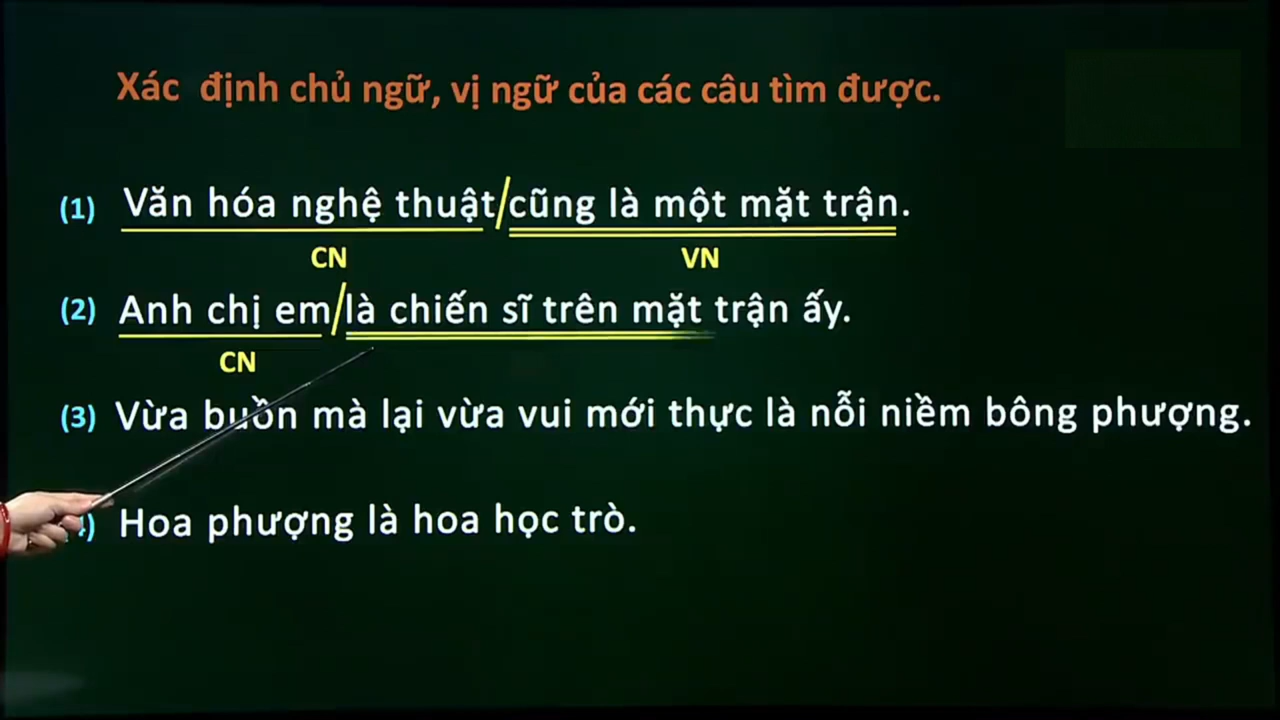 Xác định chủ ngữ, vị ngữ của các câu tìm được.
(1) Văn hóa nghệ thuật/cũng là một mặt trận.
CN VN
(2) Anh chị em/là chiến sĩ trên mặt trận ấy.
CN
(3) Vừa buồn mà lại vừa vui mới thực là nỗi niềm bông phượng.
Hoa phượng là hoa học trò.